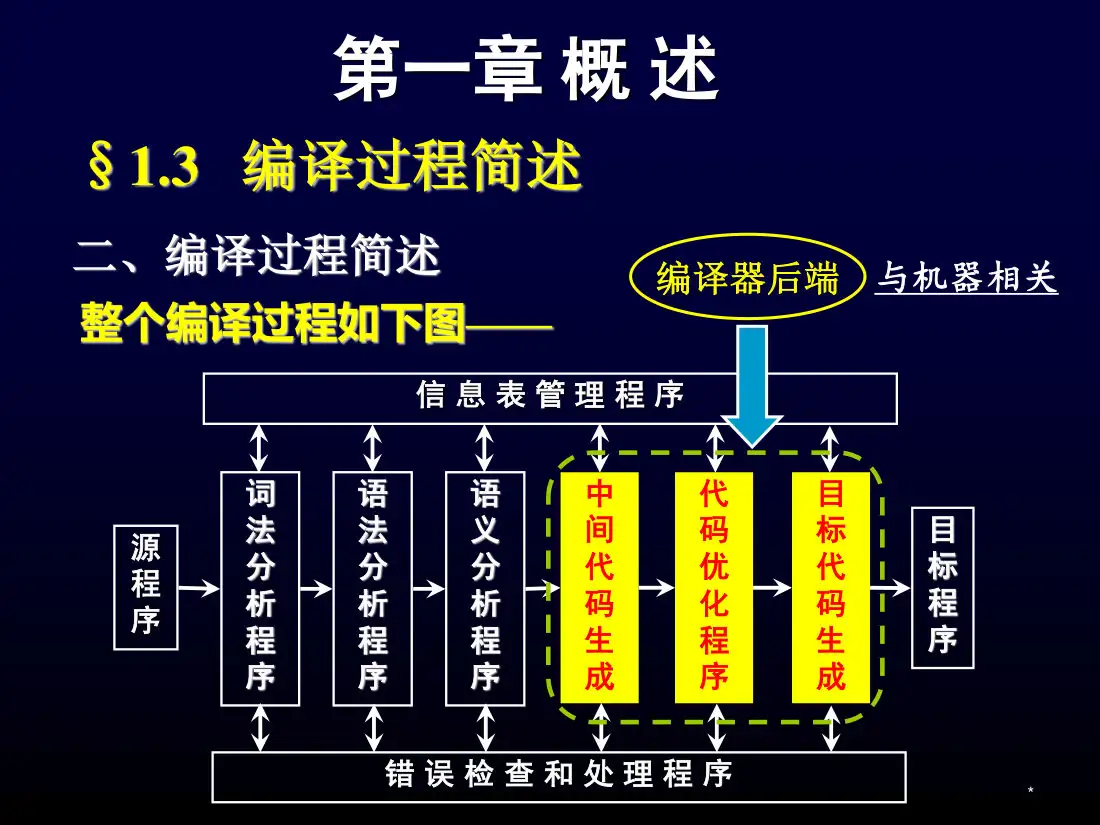 第一章 概 述
§1.3 编译过程简述
二、编译过程简述
编译器后端
与机器相关
整个编译过程如下图——
信息表管理程序
源程序
词法分析程序
语法分析程序
语义分析程序
中间代码生成
代码优化程序
目标代码生成
目标程序
错误检查和处理程序
*